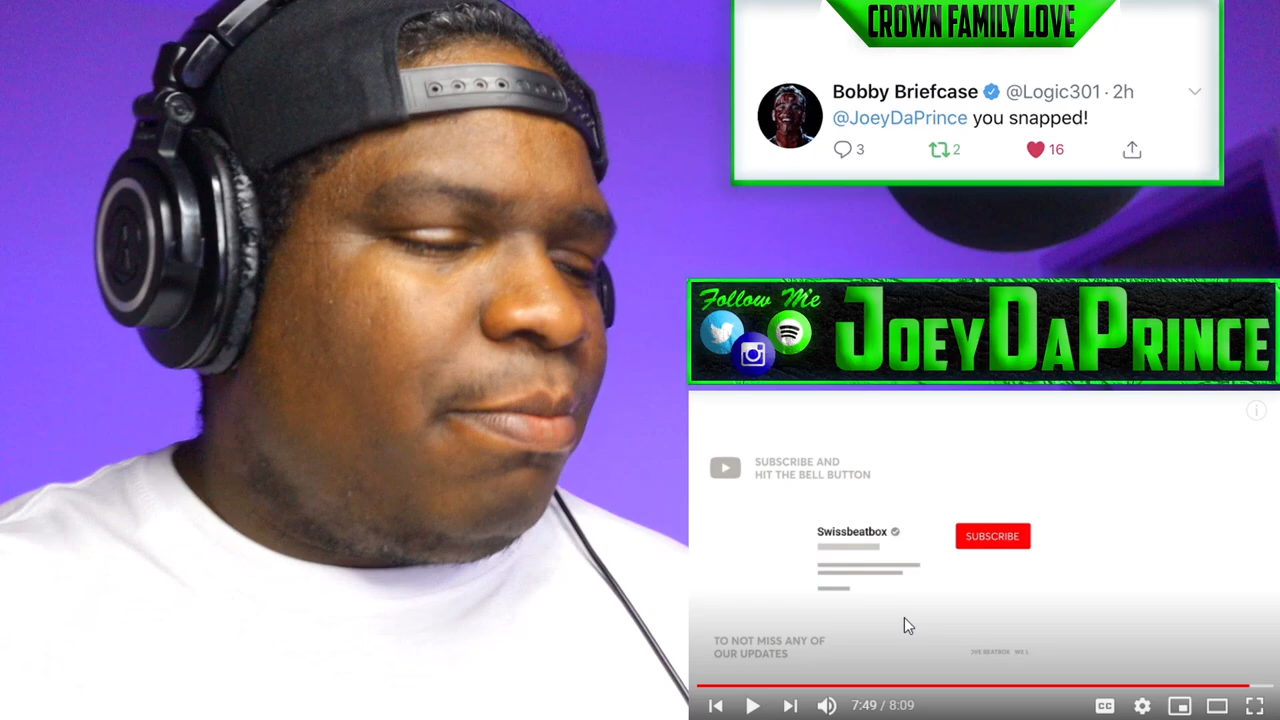 CROWN FAMILY LOVE
Bobby Briefcase @Logic301 · 2h
@JoeyDaPrince you snapped!
3 2 16
Follow Me
JOEYDAPRINCE
SUBSCRIBE AND
HIT THE BELL BUTTON
Swissbeatbox
SUBSCRIBE
TO NOT MISS ANY OF
OUR UPDATES
7:49 / 8:09
CC